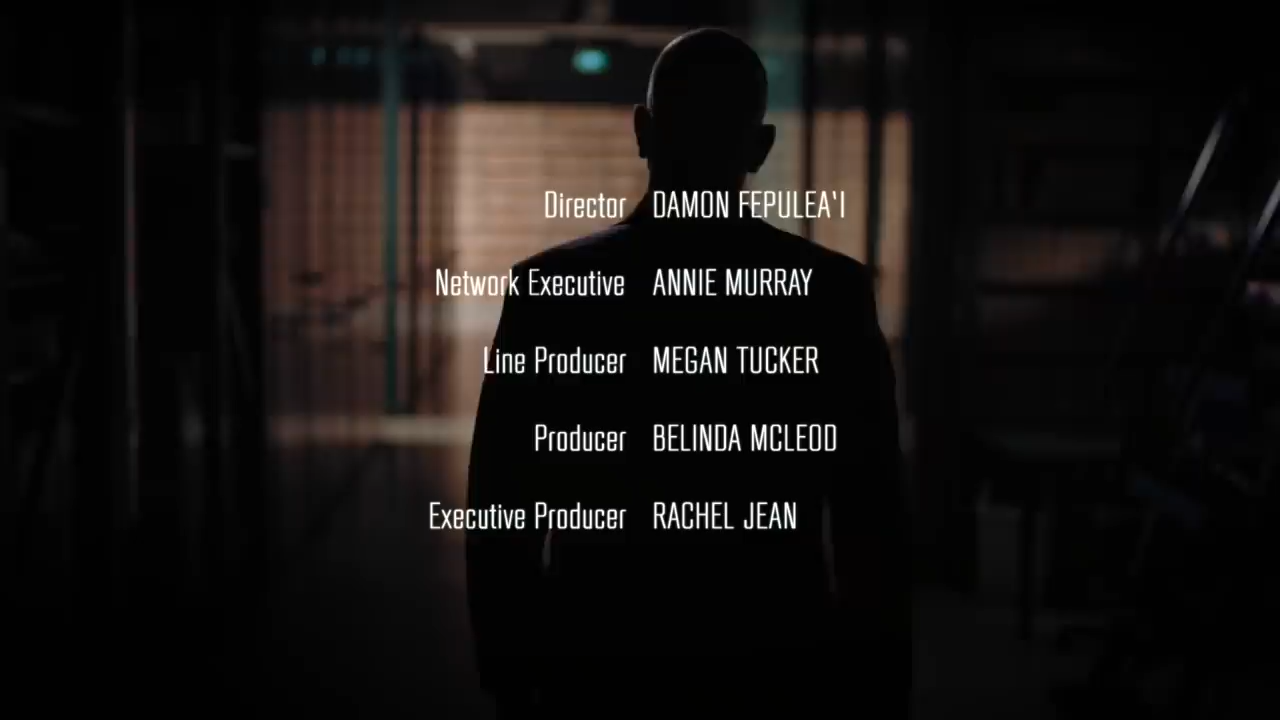 Director DAMON FEPULEA'I
Network Executive ANNIE MURRAY
Line Producer MEGAN TUCKER
Producer BELINDA MCLEOD
Executive Producer RACHEL JEAN